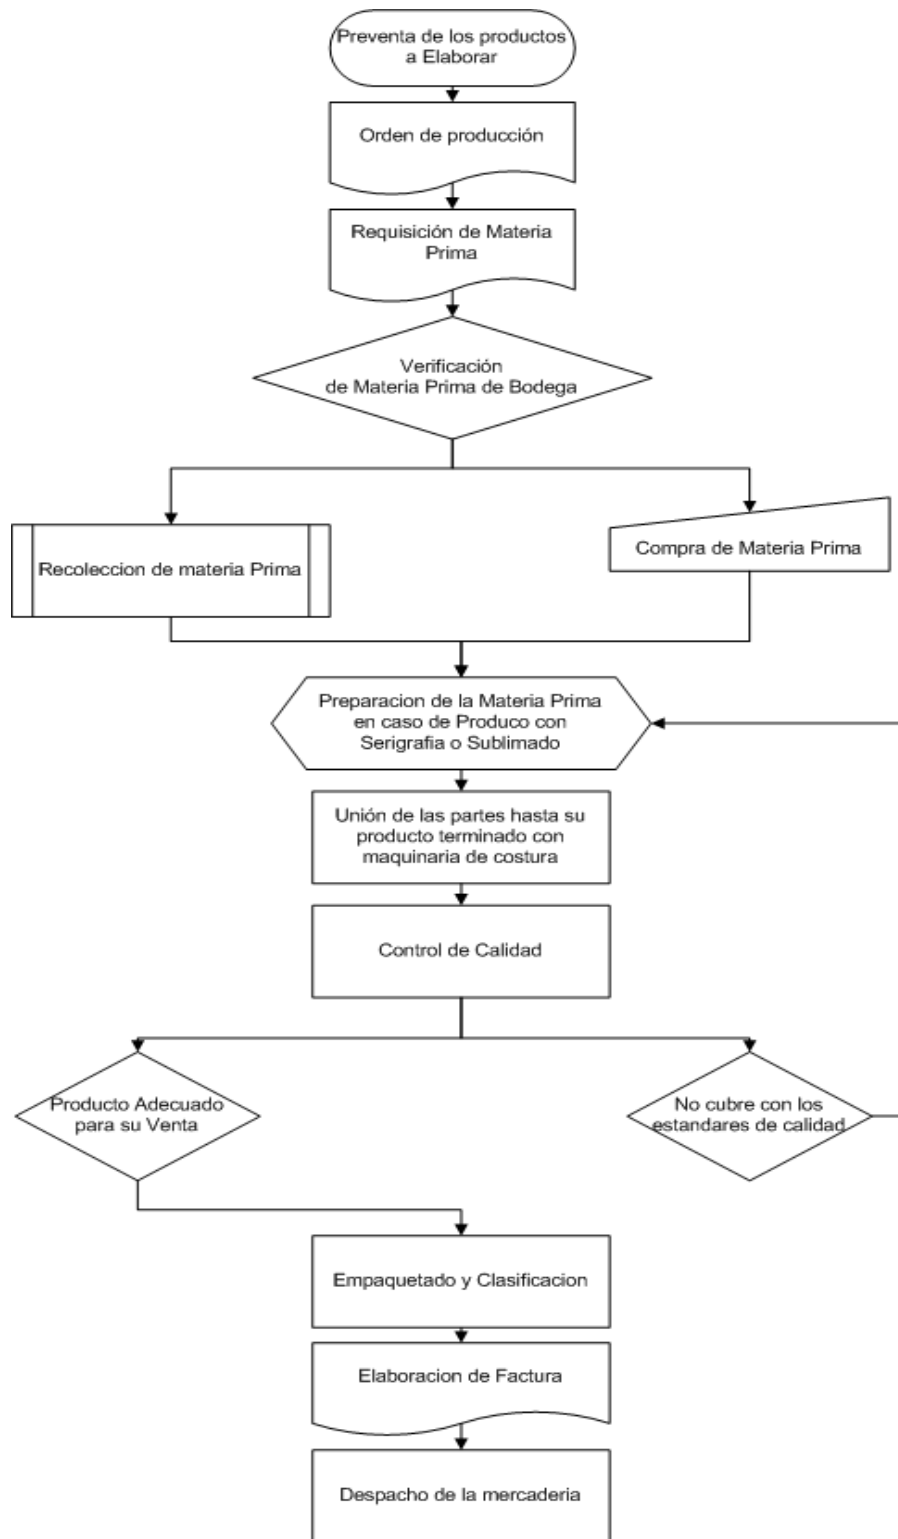 Preventa de los productos
a Elaborar
Orden de producción
Requisición de Materia
Prima
Verificación
de Materia Prima de Bodega
Recoleccion de materia Prima
Compra de Materia Prima
Preparacion de la Materia Prima
en caso de Produco con
Serigrafia o Sublimado
Unión de las partes hasta su
producto terminado con
maquinaria de costura
Control de Calidad
Producto Adecuado
para su Venta
No cubre con los
estandares de calidad
Empaquetado y Clasificacion
Elaboracion de Factura
Despacho de la mercaderia